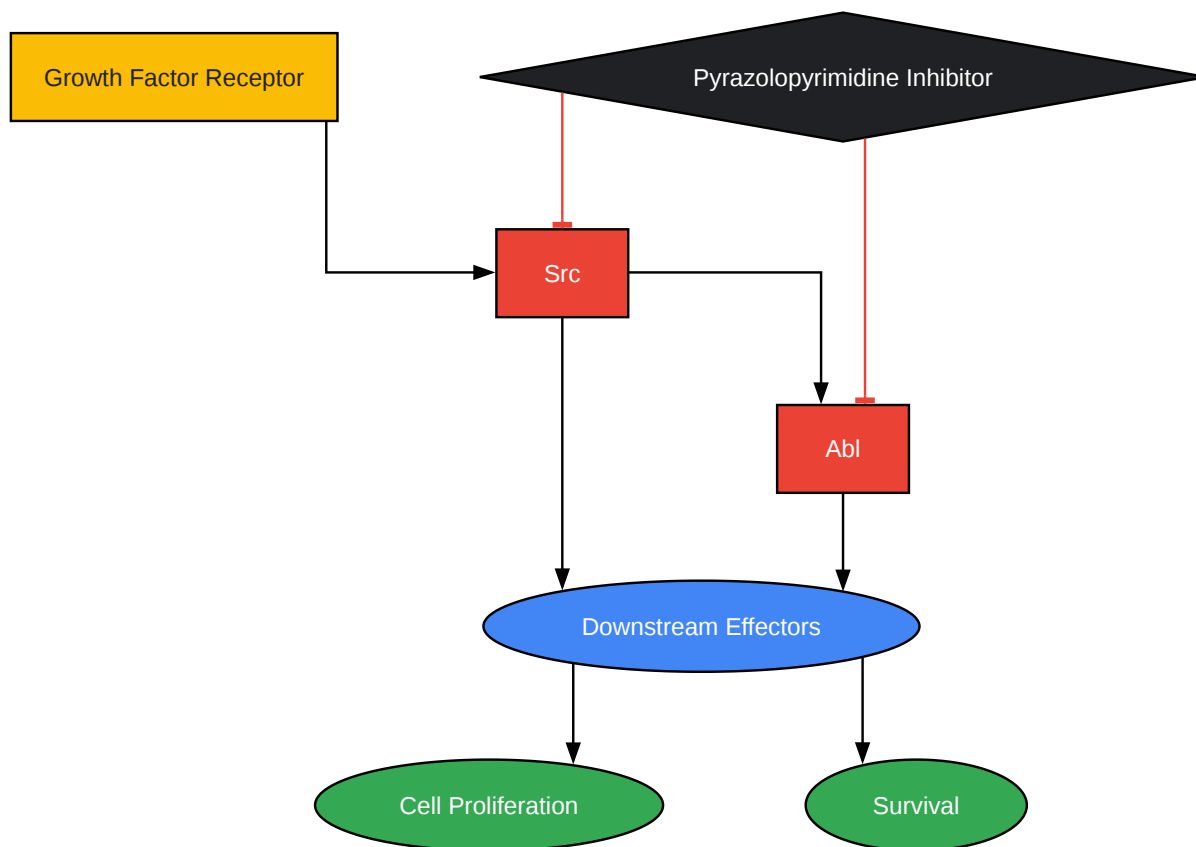 Growth Factor Receptor
Pyrazolopyrimidine Inhibitor
Src
Abl
Downstream Effectors
Cell Proliferation
Survival